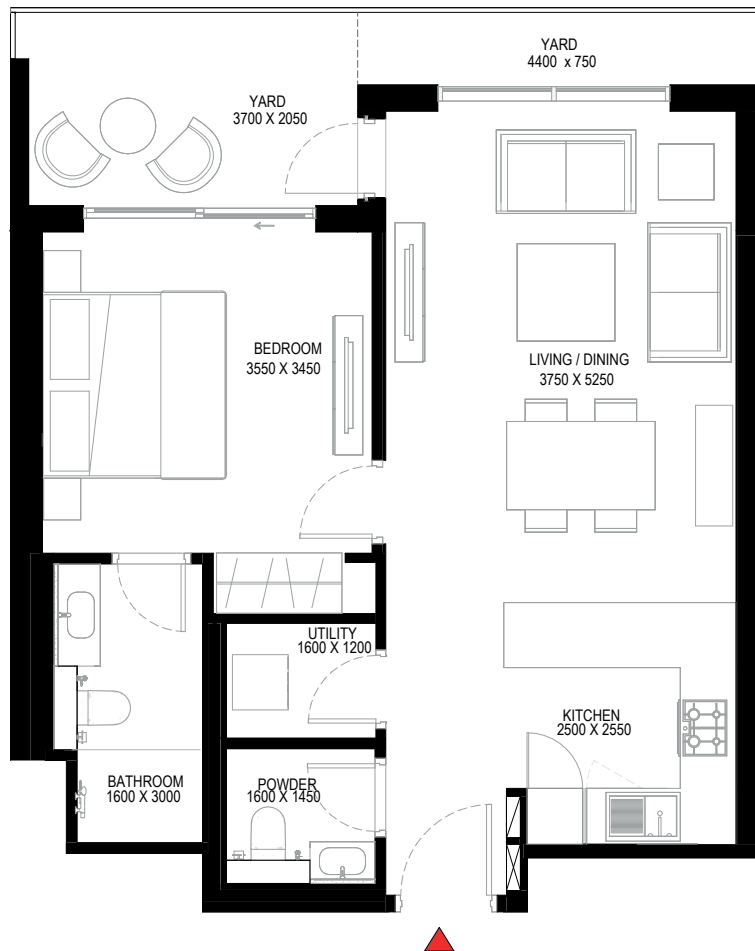 YARD
4400 x 750
YARD
3700 X 2050
BEDROOM
3550 X 3450
LIVING / DINING
3750 X 5250
UTILITY
1600 X 1200
KITCHEN
2500 X 2550
BATHROOM
1600 X 3000
POWDER
1600 X 1450